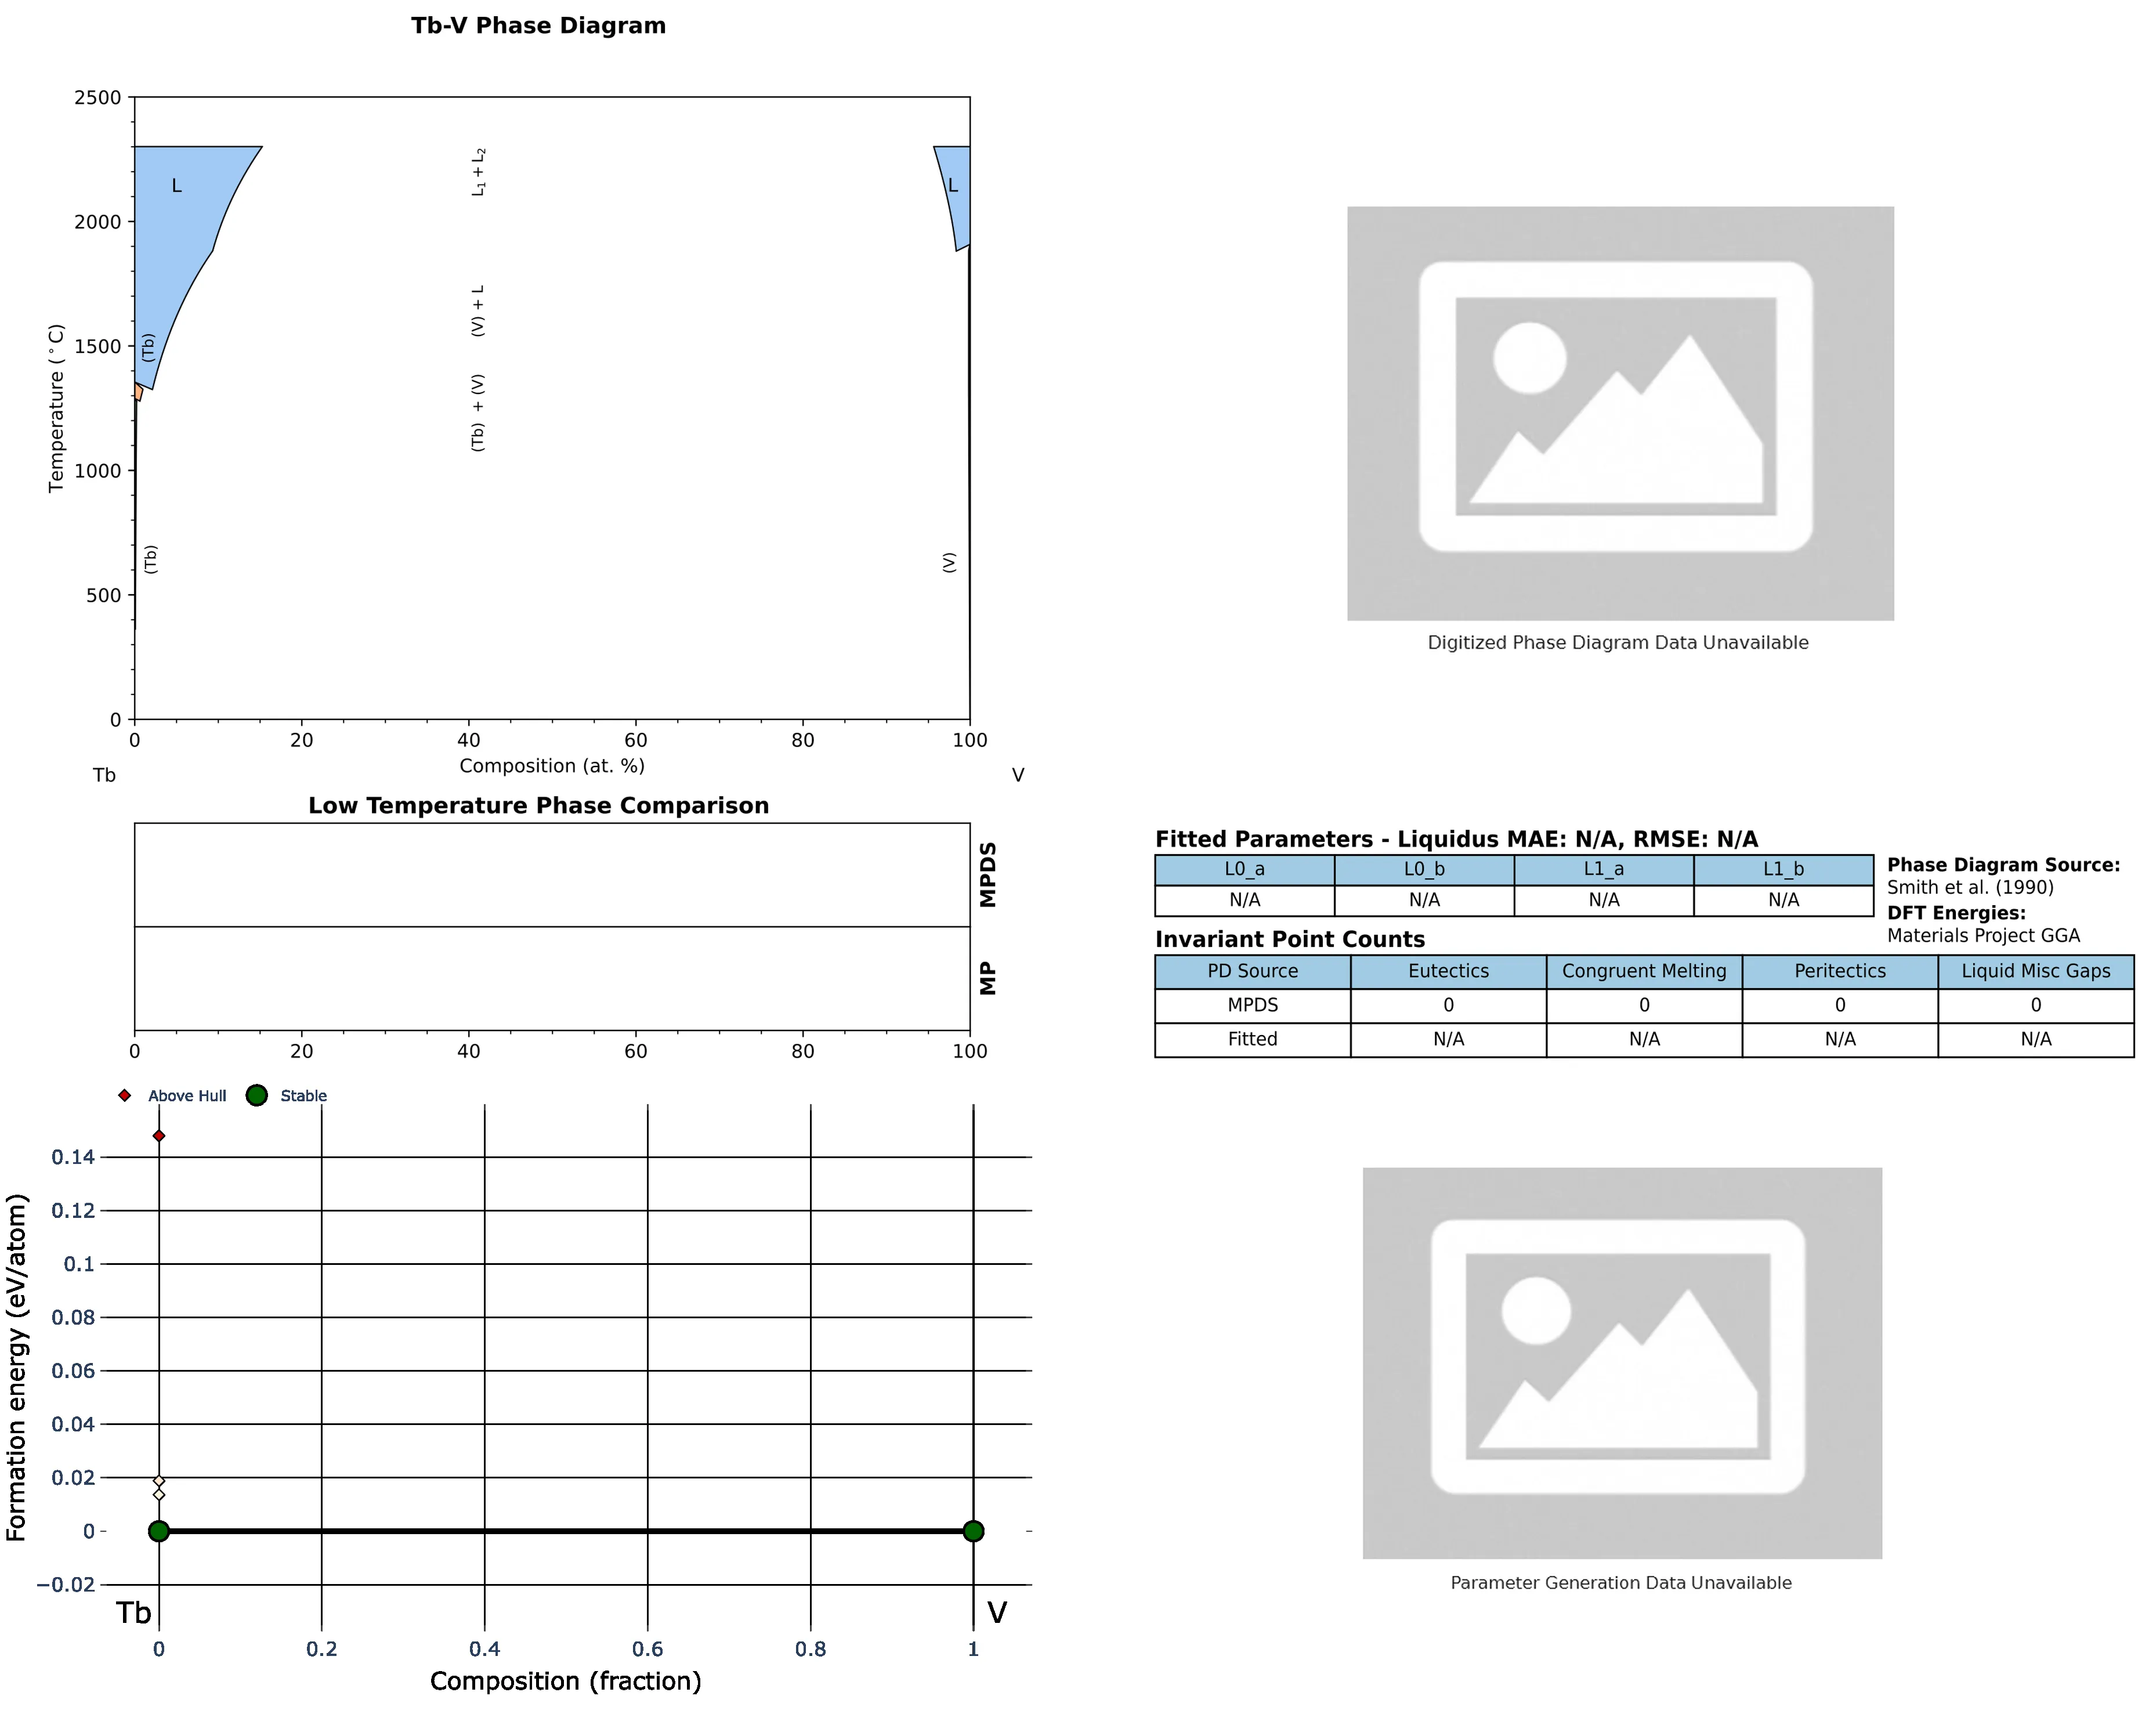 Tb-V Phase Diagram
2500
2000
1500
1000
500
0
Temperature (°C)
L
L
L₁ + L₂
(V) + L
(Tb) + (V)
(Tb)
(Tb)
(V)
0 20 40 60 80 100
Composition (at. %)
Tb V
Digitized Phase Diagram Data Unavailable
Low Temperature Phase Comparison
MPDS
MP
0 20 40 60 80 100
Fitted Parameters - Liquidus MAE: N/A, RMSE: N/A
L0_a L0_b L1_a L1_b
N/A N/A N/A N/A
Phase Diagram Source:
Smith et al. (1990)
DFT Energies:
Materials Project GGA
Invariant Point Counts
PD Source Eutectics Congruent Melting Peritectics Liquid Misc Gaps
MPDS 0 0 0 0
Fitted N/A N/A N/A N/A
Above Hull Stable
0.14
0.12
0.1
0.08
0.06
0.04
0.02
0
−0.02
Formation energy (eV/atom)
Tb V
0 0.2 0.4 0.6 0.8 1
Composition (fraction)
Parameter Generation Data Unavailable